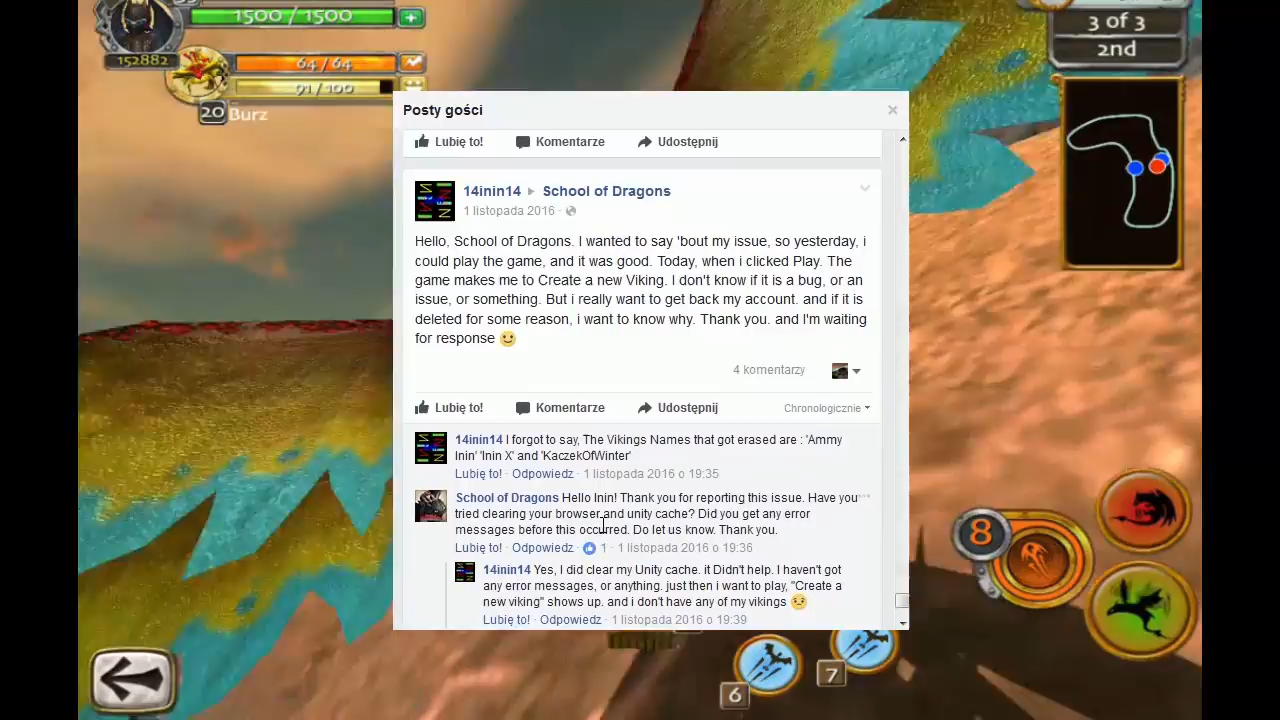 1500 / 1500
152882
64 / 64
91 / 100
20 Burz
3 of 3
2nd
Posty gości ×
Lubię to! Komentarze Udostępnij
14inin14 ▸ School of Dragons
1 listopada 2016 ·
Hello, School of Dragons. I wanted to say 'bout my issue, so yesterday, i
could play the game, and it was good. Today, when i clicked Play. The
game makes me to Create a new Viking. I don't know if it is a bug, or an
issue, or something. But i really want to get back my account. and if it is
deleted for some reason, i want to know why. Thank you. and I'm waiting
for response 🙂
4 komentarzy
Lubię to! Komentarze Udostępnij Chronologicznie
14inin14 I forgot to say, The Vikings Names that got erased are : 'Ammy
Inin' 'Inin X' and 'KaczekOfWinter'
Lubię to! · Odpowiedz · 1 listopada 2016 o 19:35
School of Dragons Hello Inin! Thank you for reporting this issue. Have you
tried clearing your browser and unity cache? Did you get any error
messages before this occurred. Do let us know. Thank you.
Lubię to! · Odpowiedz · 1 · 1 listopada 2016 o 19:36
14inin14 Yes, I did clear my Unity cache. it Didn't help. I haven't got
any error messages, or anything. just then i want to play, "Create a
new viking" shows up. and i don't have any of my vikings 😟
Lubię to! · Odpowiedz · 1 listopada 2016 o 19:39
8
6
7